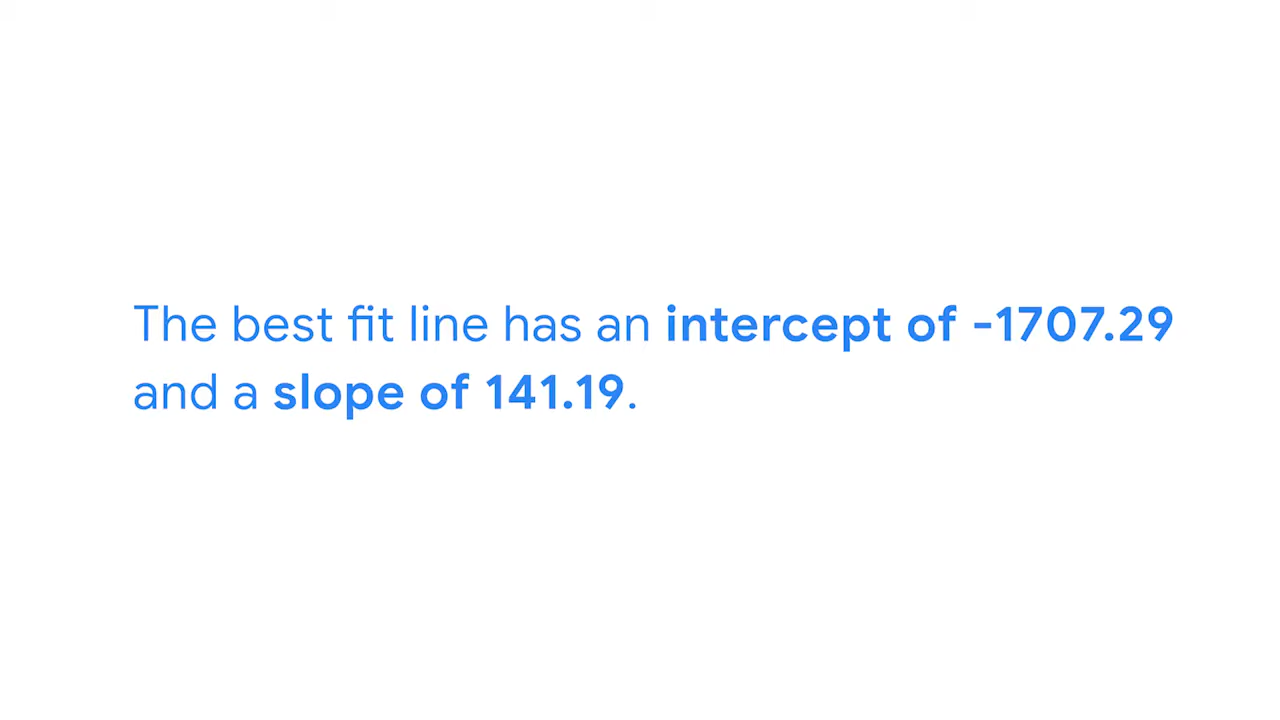 The best fit line has an intercept of -1707.29
and a slope of 141.19.